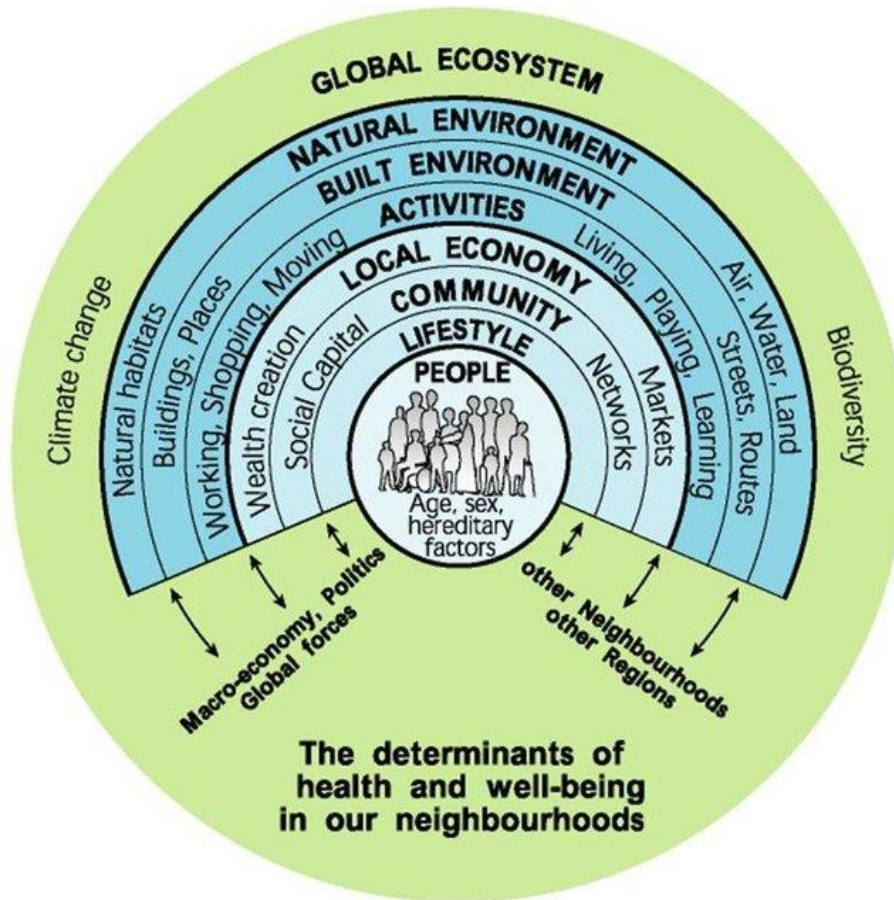 GLOBAL ECOSYSTEM
NATURAL ENVIRONMENT
BUILT ENVIRONMENT
ACTIVITIES
LOCAL ECONOMY
COMMUNITY
LIFESTYLE
PEOPLE
Age, sex,
hereditary
factors
Climate change
Natural habitats
Buildings, Places
Working, Shopping, Moving
Wealth creation
Social Capital
Networks
Markets
Living, Playing, Learning
Streets, Routes
Air, Water, Land
Biodiversity
Macro-economy, Politics
Global forces
other Neighbourhoods
other Regions
The determinants of
health and well-being
in our neighbourhoods